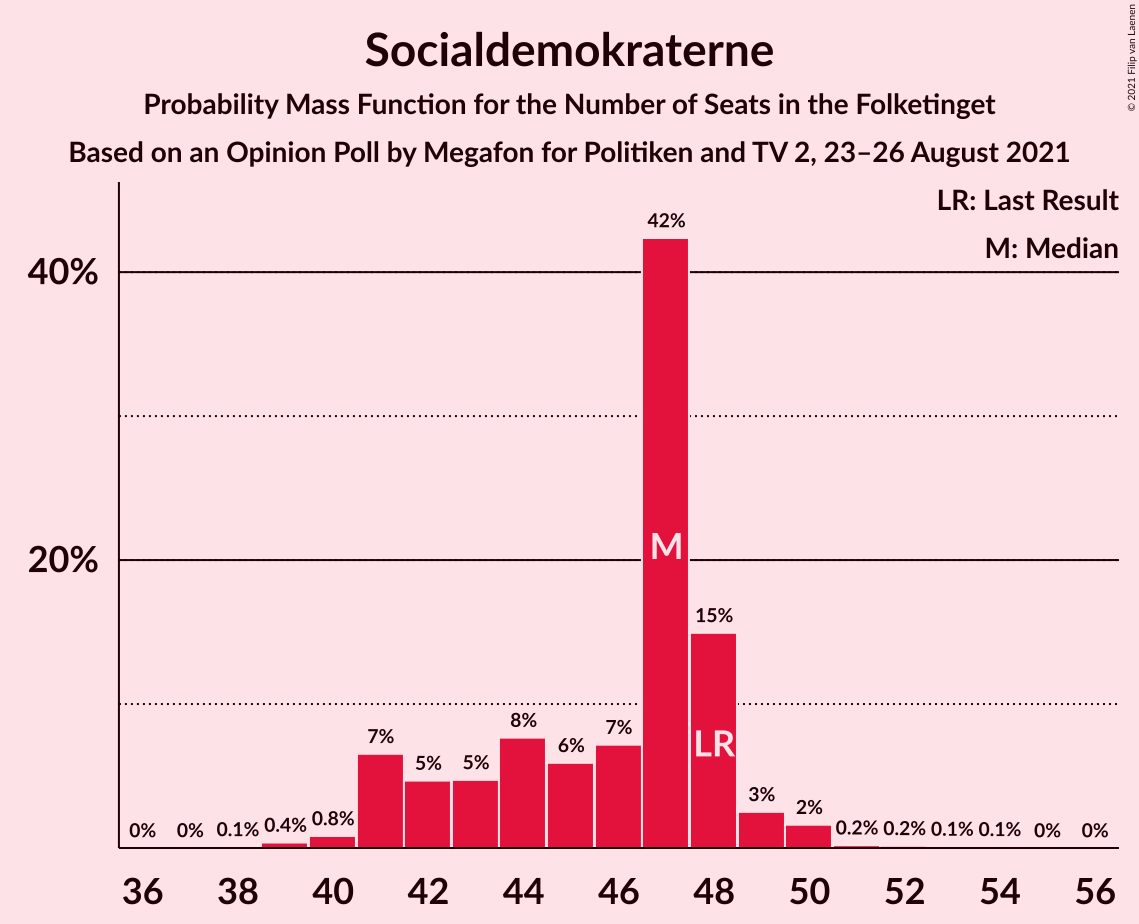 Socialdemokraterne
Probability Mass Function for the Number of Seats in the Folketinget
Based on an Opinion Poll by Megafon for Politiken and TV 2, 23–26 August 2021
© 2021 Filip van Laenen
LR: Last Result
M: Median
40%
20%
0% 0% 0.1% 0.4% 0.8% 7% 5% 5% 8% 6% 7% 42% 15% 3% 2% 0.2% 0.2% 0.1% 0.1% 0% 0%
M
LR
36 38 40 42 44 46 48 50 52 54 56